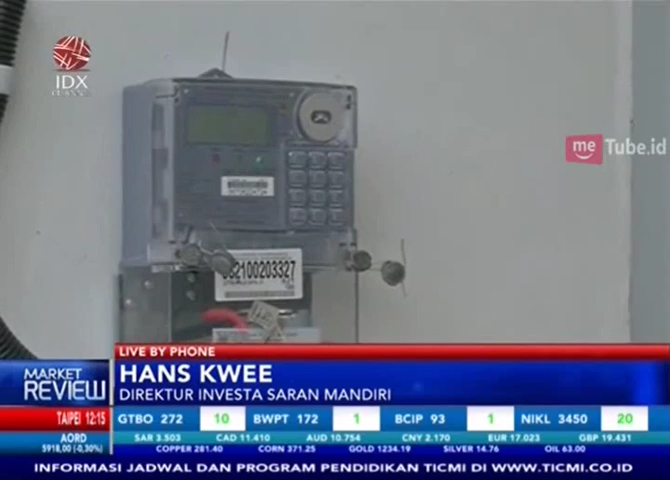 IDX
me Tube.id
32100203327
LIVE BY PHONE
MARKET REVIEW
HANS KWEE
DIREKTUR INVESTA SARAN MANDIRI
TAIPEI 12:15
GTBO 272 10 BWPT 172 1 BCIP 93 1 NIKL 3450 20
AORD
5918,00 (-0,30%)
SAR 3.503 CAD 11.410 AUD 10.754 CNY 2.170 EUR 17.023 GBP 19.431
COPPER 281.40 CORN 371.25 GOLD 1234.19 SILVER 14.76 OIL 63.00
INFORMASI JADWAL DAN PROGRAM PENDIDIKAN TICMI DI WWW.TICMI.CO.ID